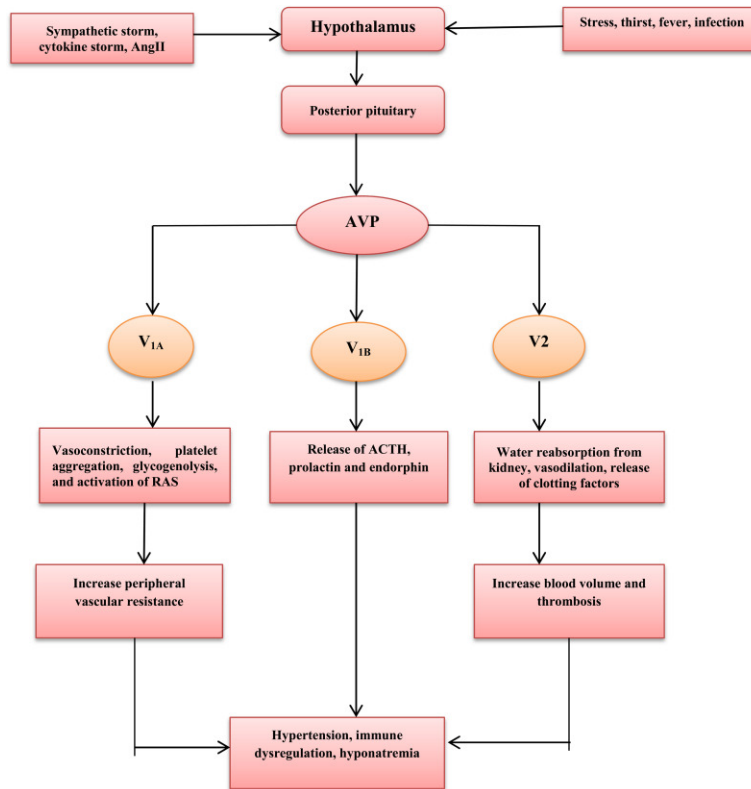 Sympathetic storm,
cytokine storm, AngII
Hypothalamus
Stress, thirst, fever, infection
Posterior pituitary
AVP
V1A
V1B
V2
Vasoconstriction, platelet
aggregation, glycogenolysis,
and activation of RAS
Release of ACTH,
prolactin and endorphin
Water reabsorption from
kidney, vasodilation, release
of clotting factors
Increase peripheral
vascular resistance
Increase blood volume and
thrombosis
Hypertension, immune
dysregulation, hyponatremia